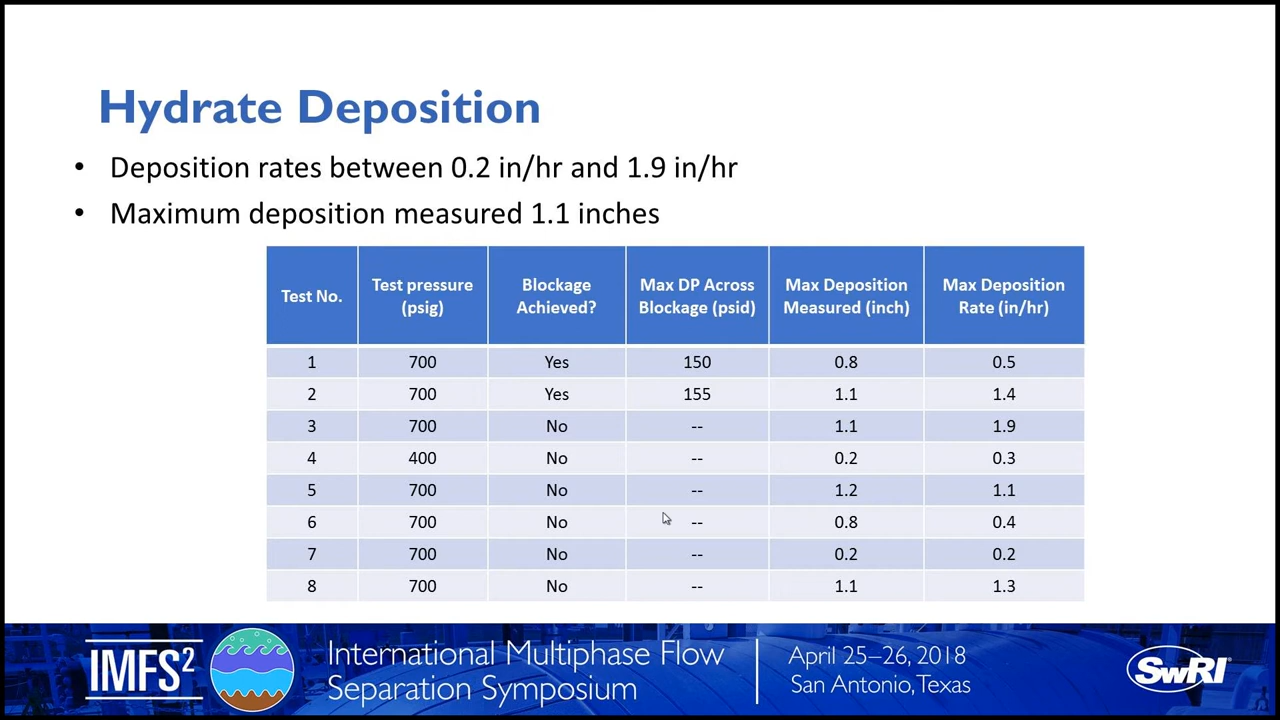 Hydrate Deposition
• Deposition rates between 0.2 in/hr and 1.9 in/hr
• Maximum deposition measured 1.1 inches
Test No. Test pressure (psig) Blockage Achieved? Max DP Across Blockage (psid) Max Deposition Measured (inch) Max Deposition Rate (in/hr)
1 700 Yes 150 0.8 0.5
2 700 Yes 155 1.1 1.4
3 700 No -- 1.1 1.9
4 400 No -- 0.2 0.3
5 700 No -- 1.2 1.1
6 700 No -- 0.8 0.4
7 700 No -- 0.2 0.2
8 700 No -- 1.1 1.3
IMFS²
International Multiphase Flow
Separation Symposium
April 25–26, 2018
San Antonio, Texas
SwRI®